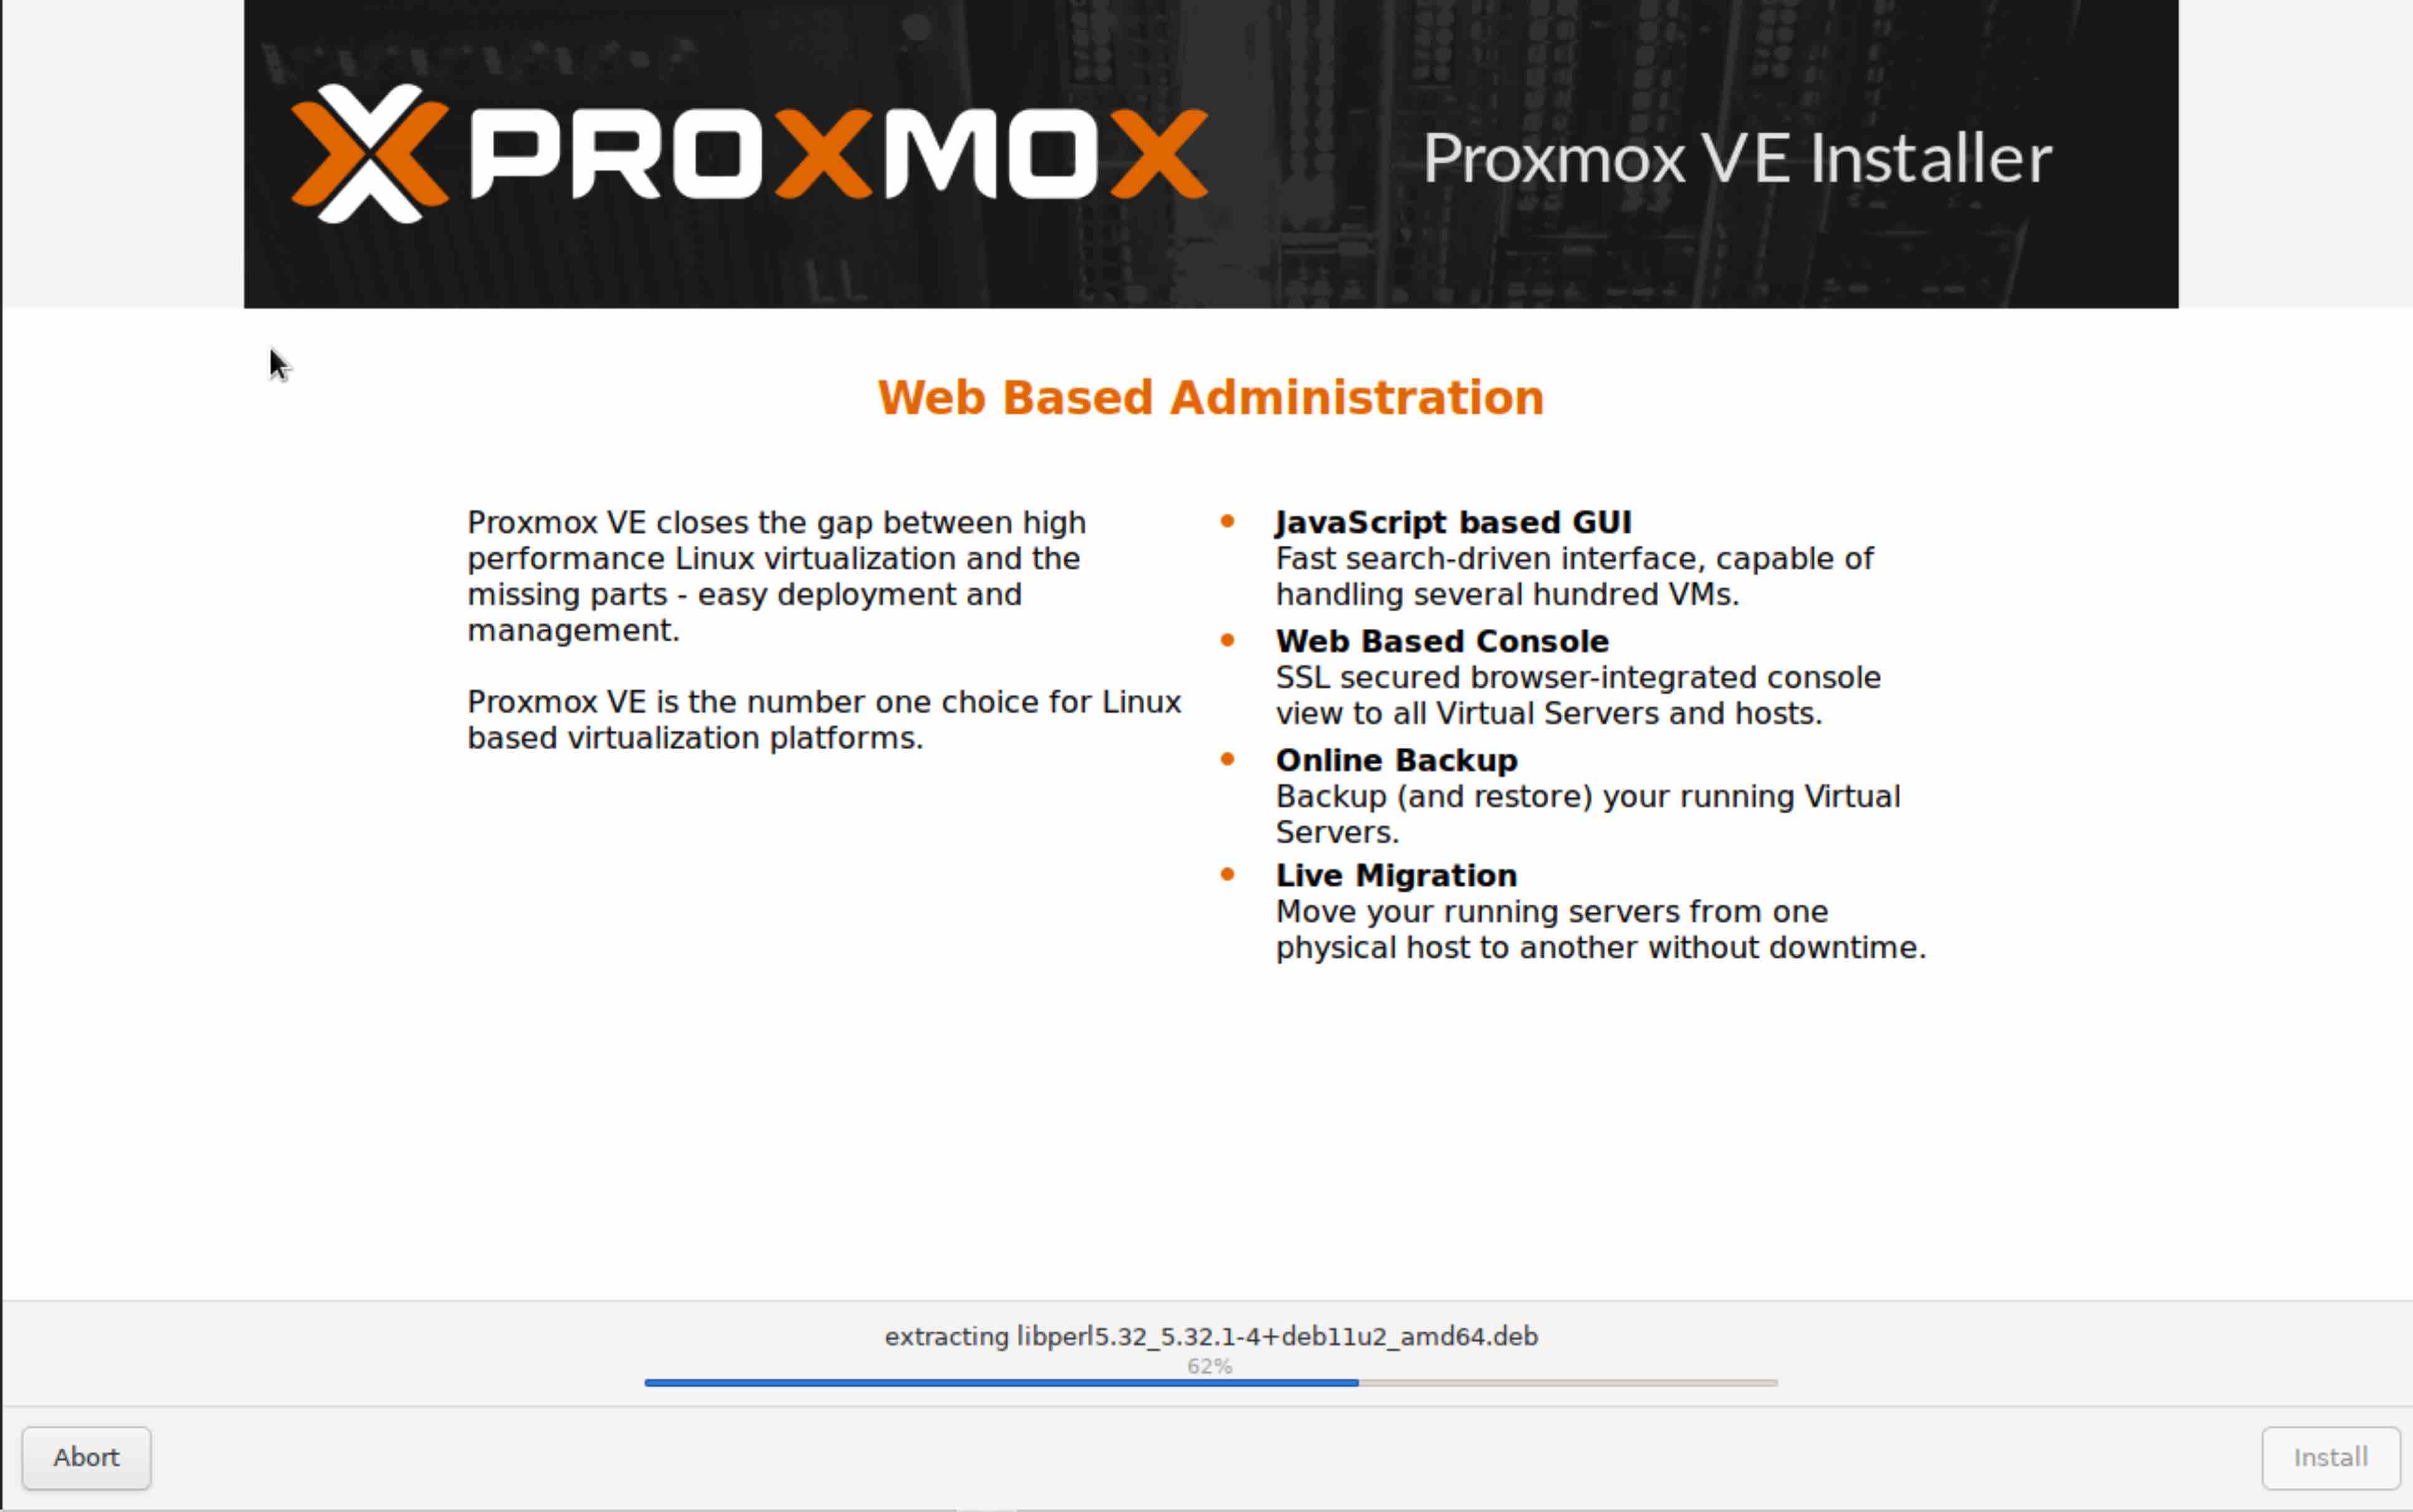 PROXMOX
Proxmox VE Installer
Web Based Administration
Proxmox VE closes the gap between high
performance Linux virtualization and the
missing parts - easy deployment and
management.
Proxmox VE is the number one choice for Linux
based virtualization platforms.
JavaScript based GUI
Fast search-driven interface, capable of
handling several hundred VMs.
Web Based Console
SSL secured browser-integrated console
view to all Virtual Servers and hosts.
Online Backup
Backup (and restore) your running Virtual
Servers.
Live Migration
Move your running servers from one
physical host to another without downtime.
extracting libperl5.32_5.32.1-4+deb11u2_amd64.deb
62%
Abort
Install